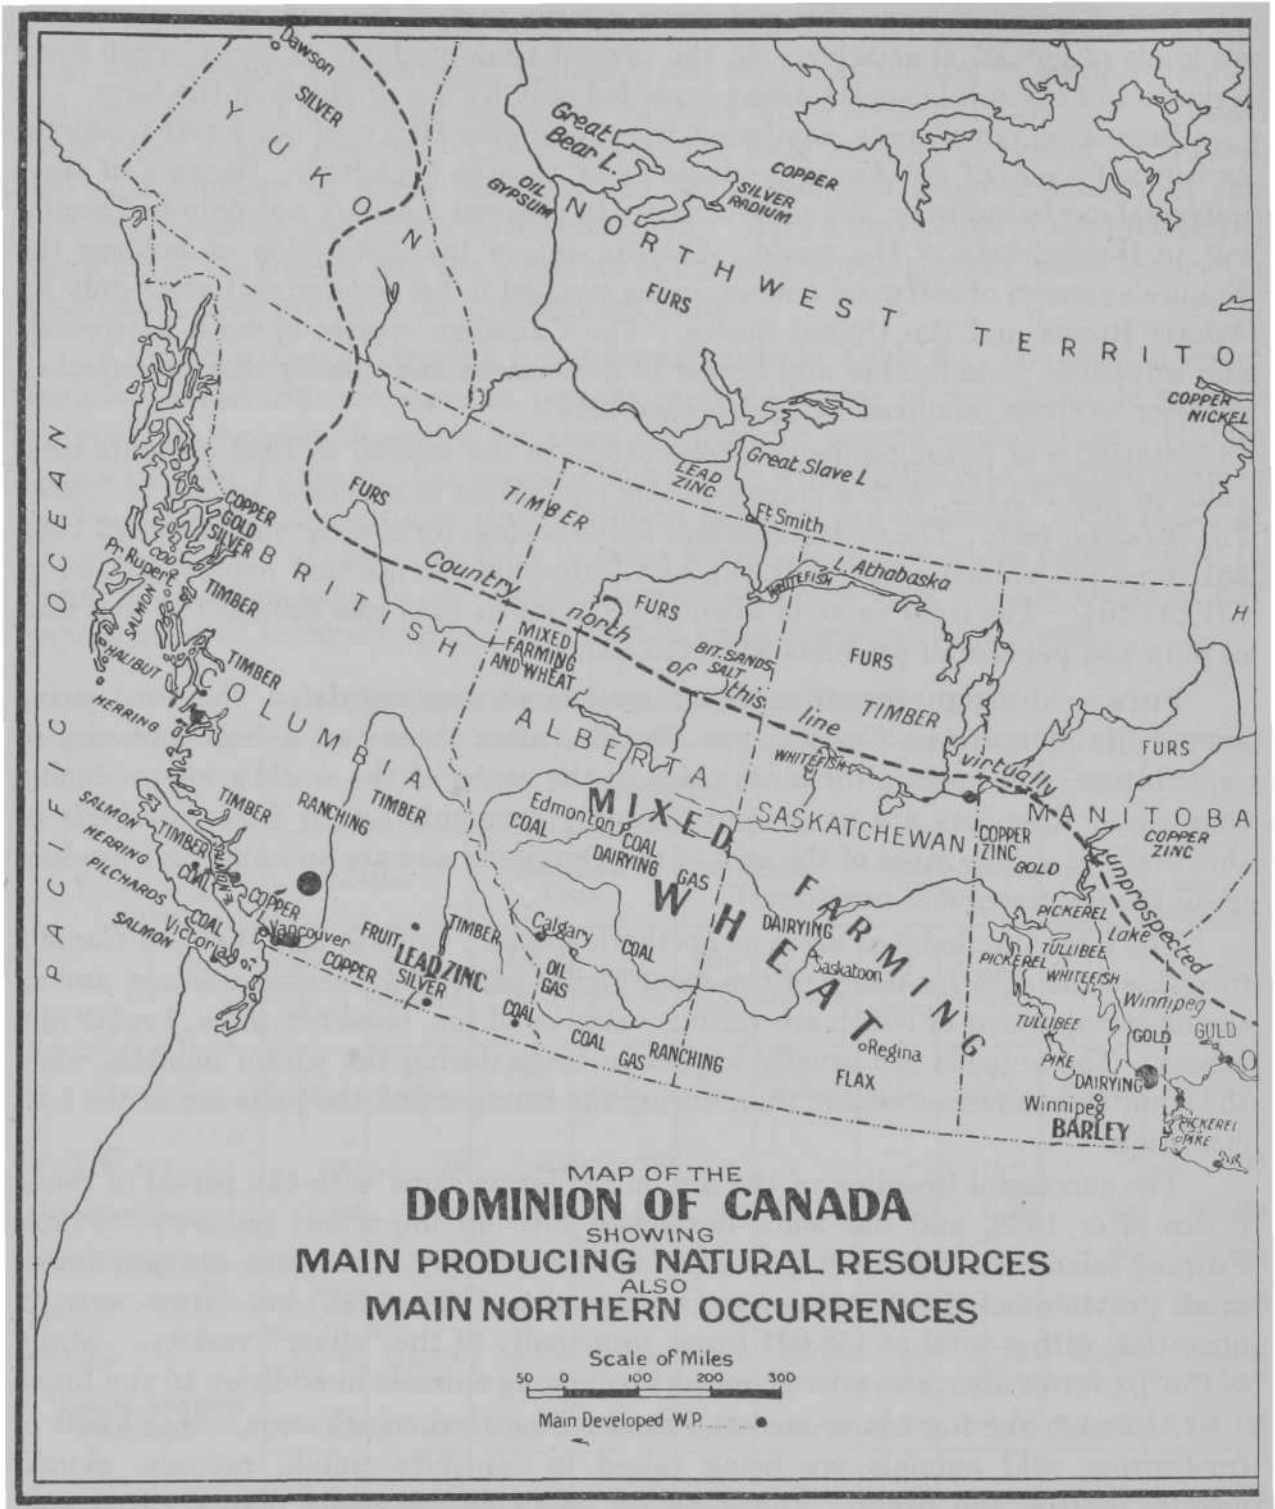 Dawson
SILVER
YUKON
Great
Bear L.
OIL
GYPSUM
COPPER
SILVER
RADIUM
NORTHWEST TERRITO
FURS
COPPER
NICKEL
LEAD
ZINC
Great Slave L
Ft Smith
FURS
TIMBER
COPPER
GOLD
SILVER
Pr. Rupert
BRITISH
COLUMBIA
TIMBER
SALMON
HALIBUT
HERRING
TIMBER
Country north of this line virtually unprospected
MIXED
FARMING
AND WHEAT
FURS
WHITEFISH
L. Athabaska
BIT. SANDS
SALT
FURS
TIMBER
H
FURS
PACIFIC OCEAN
ALBERTA
WHITEFISH
SASKATCHEWAN
MANITOBA
COPPER
ZINC
GOLD
COPPER
ZINC
SALMON
HERRING
PILCHARDS
SALMON
TIMBER
TIMBER
RANCHING
TIMBER
COAL
COAL
COPPER
Victoria
Vancouver
FRUIT
LEAD ZINC
SILVER
COPPER
TIMBER
Edmonton
COAL
COAL
DAIRYING
GAS
MIXED FARMING
WHEAT
Calgary
OIL
GAS
COAL
COAL
COAL
GAS
RANCHING
DAIRYING
Saskatoon
Regina
FLAX
PICKEREL
Lake
TULLIBEE
PICKEREL
WHITEFISH
Winnipeg
TULLIBEE
PIKE
GOLD
GOLD
O
DAIRYING
Winnipeg
BARLEY
PICKEREL
PIKE
MAP OF THE
DOMINION OF CANADA
SHOWING
MAIN PRODUCING NATURAL RESOURCES
ALSO
MAIN NORTHERN OCCURRENCES
Scale of Miles
50 0 100 200 300
Main Developed W.P.